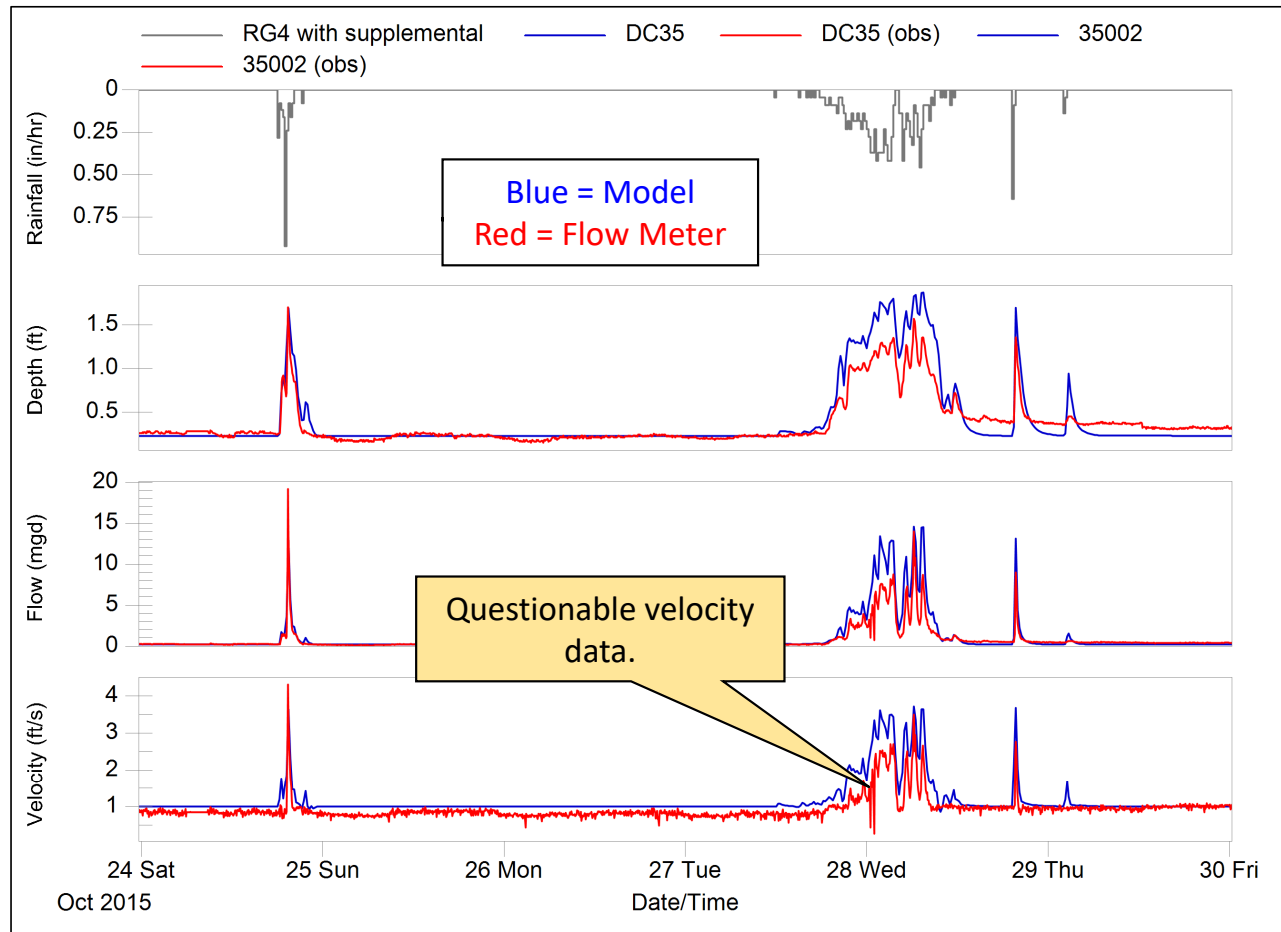 RG4 with supplemental DC35 DC35 (obs) 35002
35002 (obs)
0
0.25
0.50
0.75
Rainfall (in/hr)
Blue = Model
Red = Flow Meter
1.5
1.0
0.5
Depth (ft)
20
15
10
5
0
Flow (mgd)
Questionable velocity
data.
4
3
2
1
Velocity (ft/s)
24 Sat 25 Sun 26 Mon 27 Tue 28 Wed 29 Thu 30 Fri
Oct 2015 Date/Time